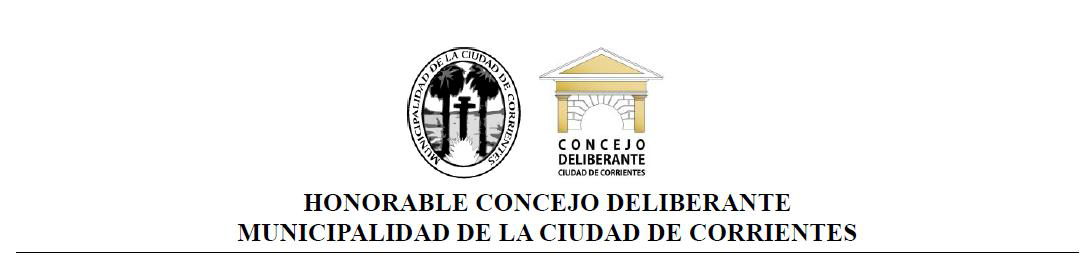 MUNICIPALIDAD DE LA CIUDAD DE CORRIENTES
CONCEJO
DELIBERANTE
CIUDAD DE CORRIENTES
HONORABLE CONCEJO DELIBERANTE
MUNICIPALIDAD DE LA CIUDAD DE CORRIENTES